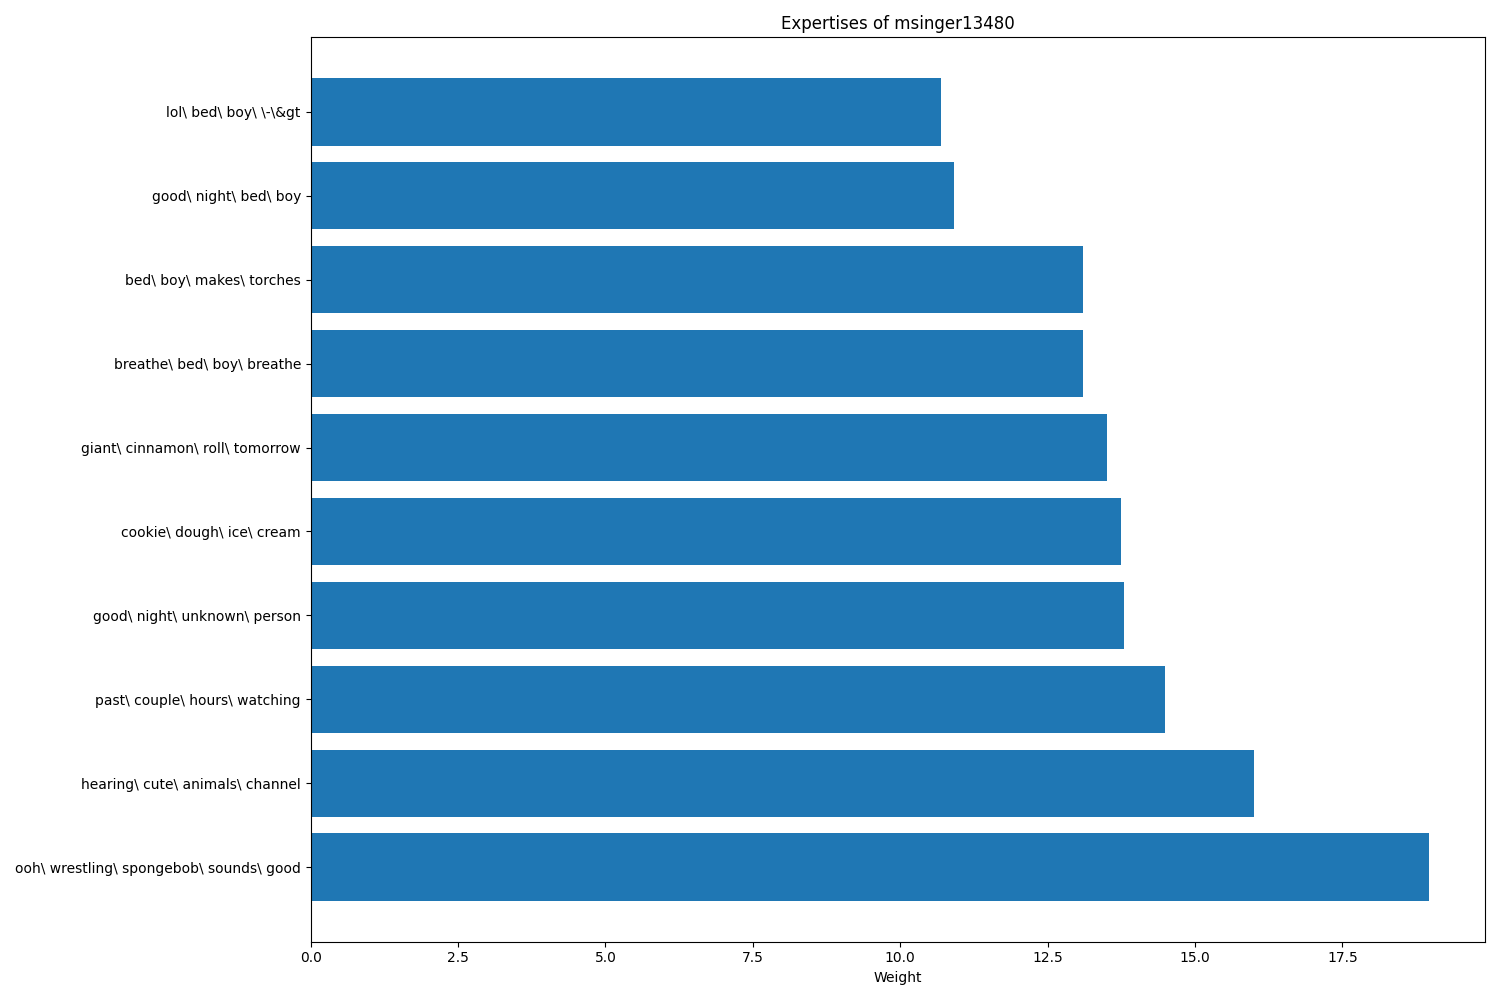 Expertises of msinger13480
lol\ bed\ boy\ \-\&gt
good\ night\ bed\ boy
bed\ boy\ makes\ torches
breathe\ bed\ boy\ breathe
giant\ cinnamon\ roll\ tomorrow
cookie\ dough\ ice\ cream
good\ night\ unknown\ person
past\ couple\ hours\ watching
hearing\ cute\ animals\ channel
ooh\ wrestling\ spongebob\ sounds\ good
0.0 2.5 5.0 7.5 10.0 12.5 15.0 17.5
Weight